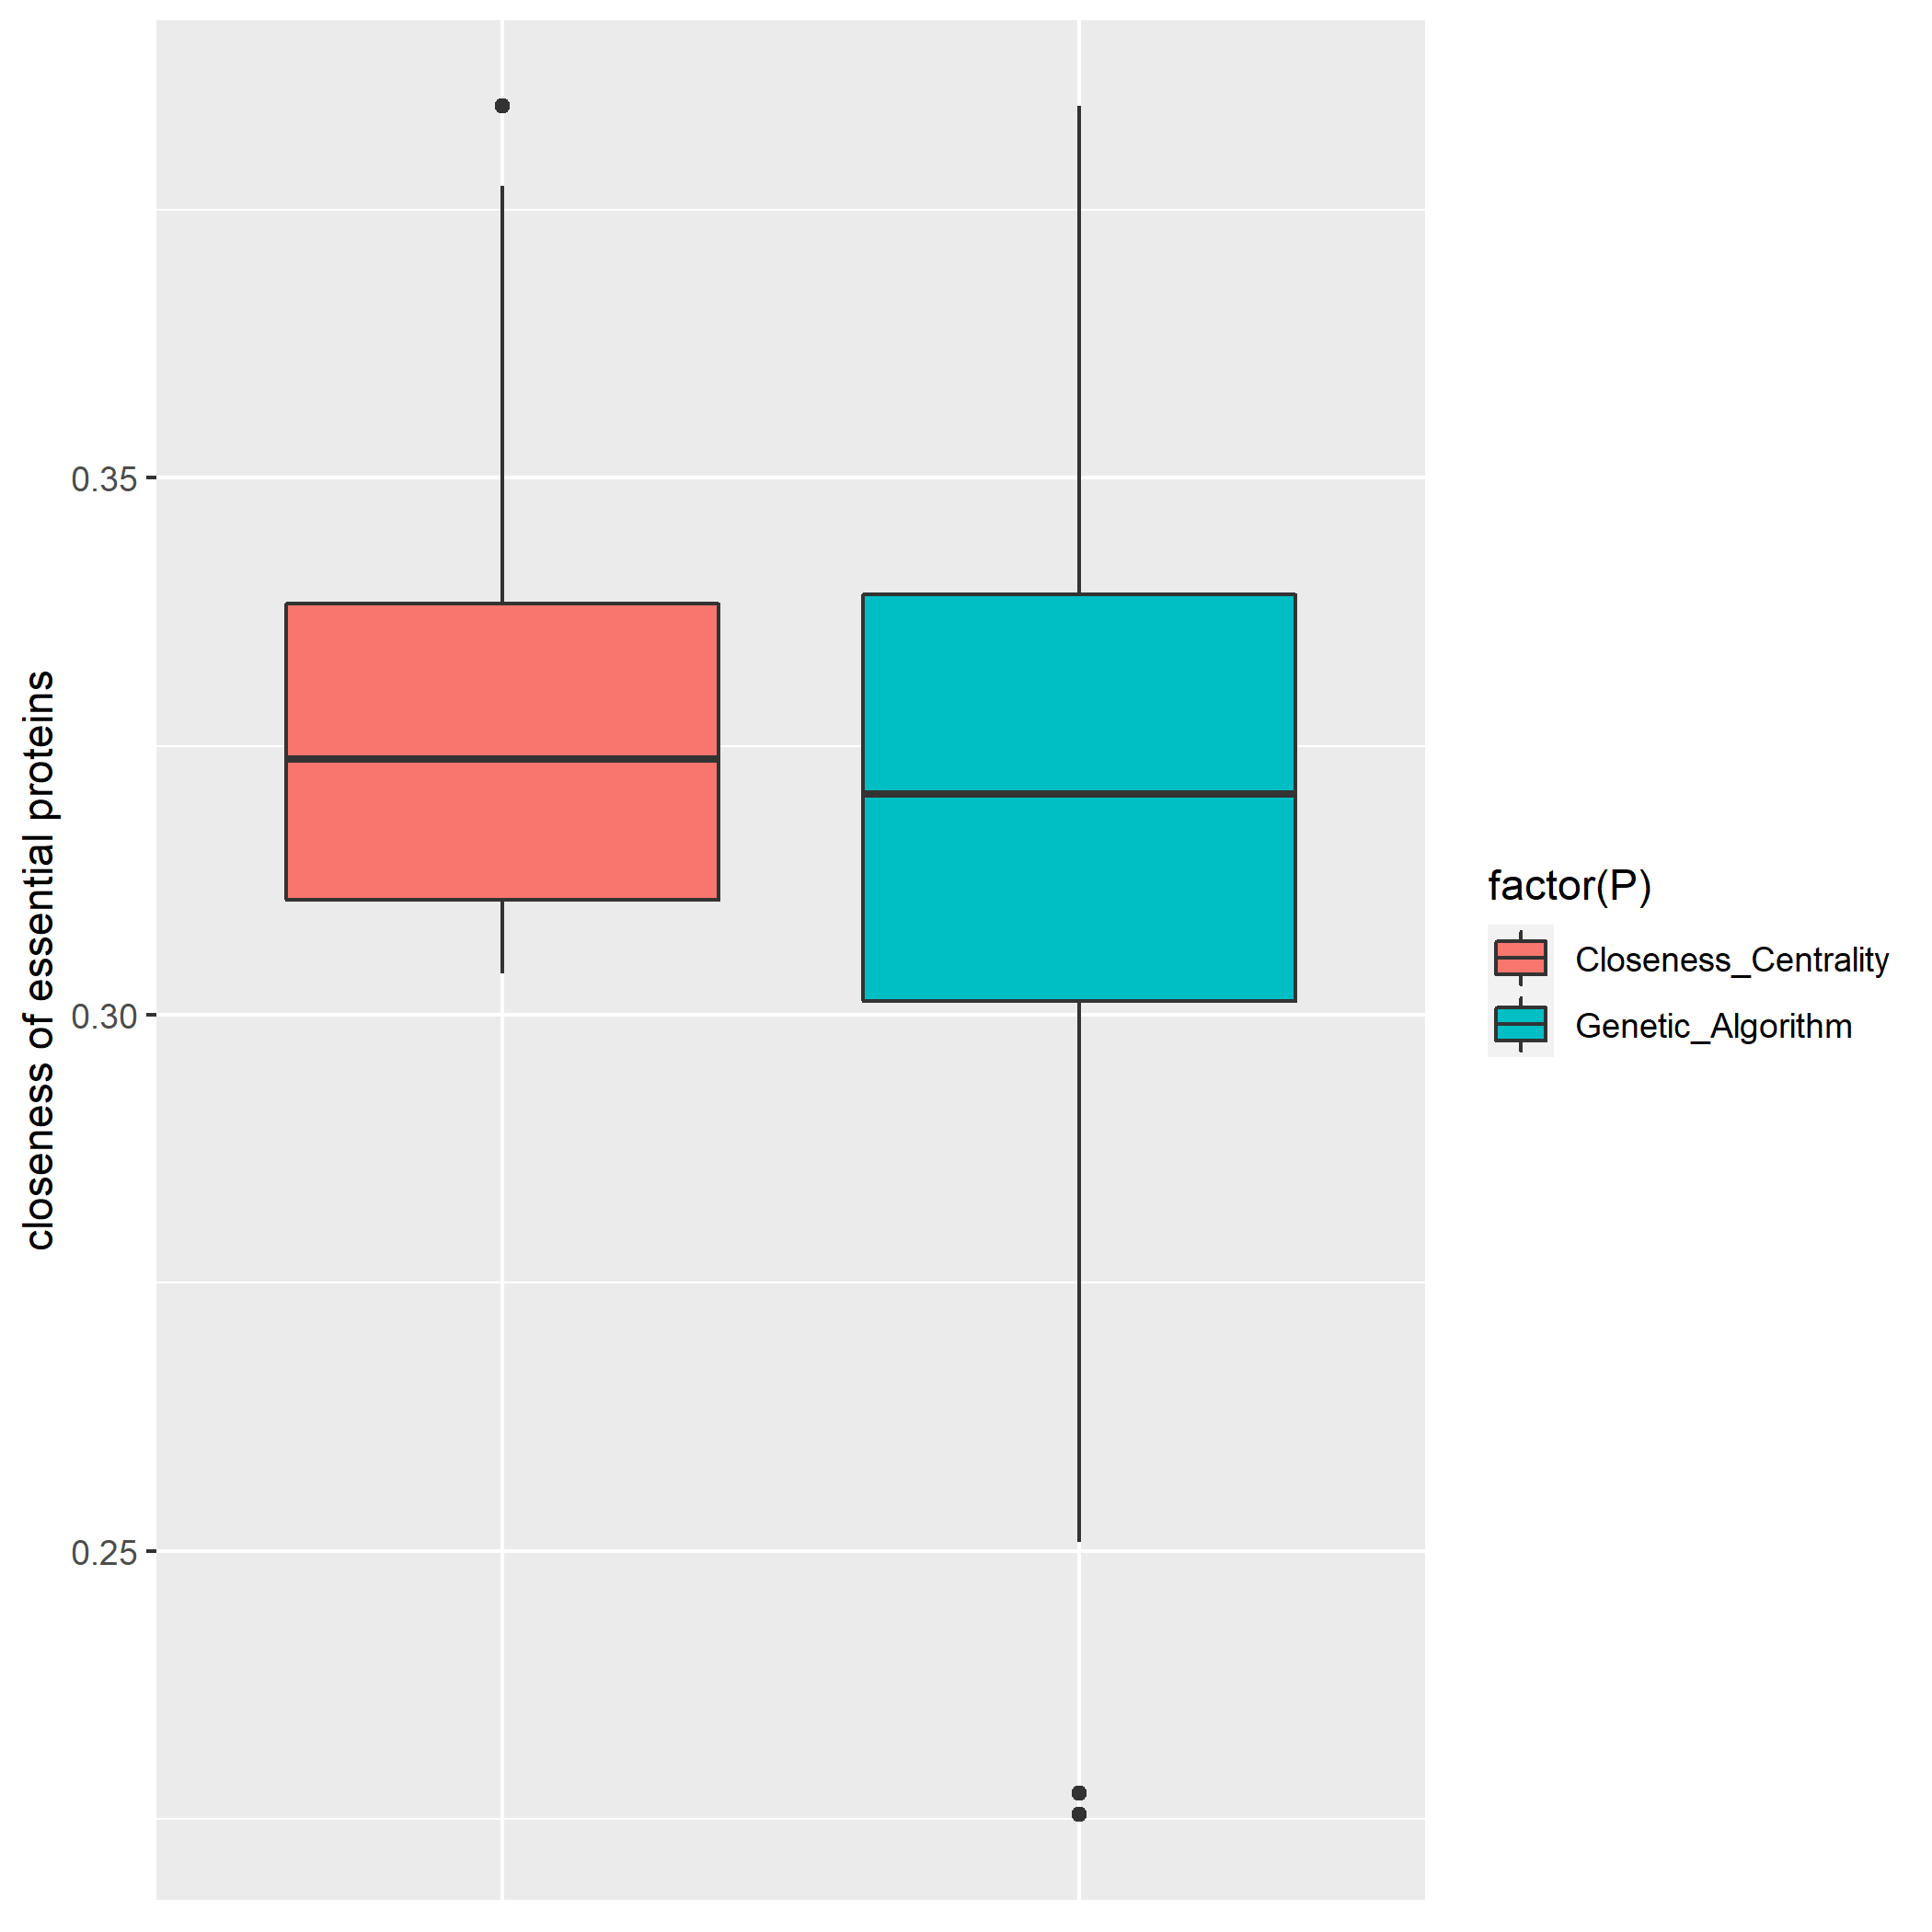 closeness of essential proteins
0.35
0.30
0.25
factor(P)
Closeness_Centrality
Genetic_Algorithm